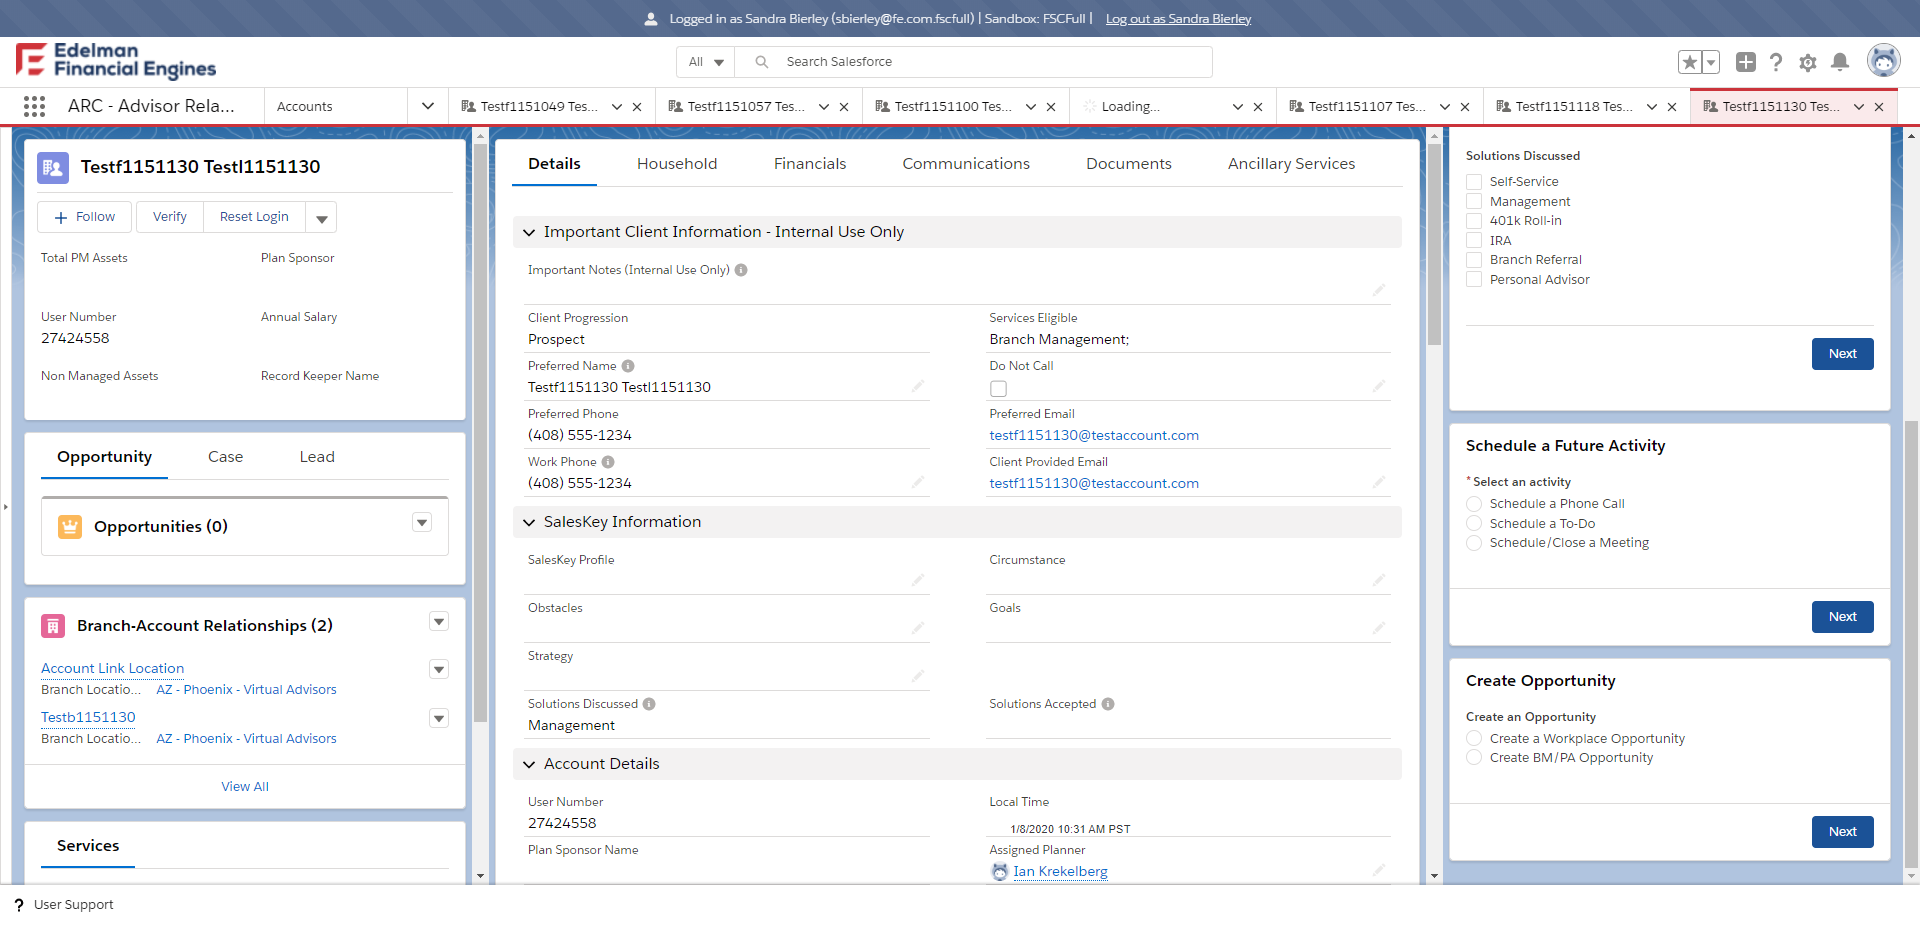 Logged in as Sandra Bierley (sbierley@fe.com.fscfull) | Sandbox: FSCFull | Log out as Sandra Bierley
Edelman
Financial Engines
All
Search Salesforce
ARC - Advisor Rela...
Accounts
Testf1151049 Tes...
Testf1151057 Tes...
Testf1151100 Tes...
Loading...
Testf1151107 Tes...
Testf1151118 Tes...
Testf1151130 Tes...
Testf1151130 Testl1151130
Follow
Verify
Reset Login
Total PM Assets
Plan Sponsor
User Number
Annual Salary
27424558
Non Managed Assets
Record Keeper Name
Opportunity
Case
Lead
Opportunities (0)
Branch-Account Relationships (2)
Account Link Location
Branch Locatio... AZ - Phoenix - Virtual Advisors
Testb1151130
Branch Locatio... AZ - Phoenix - Virtual Advisors
View All
Services
Details
Household
Financials
Communications
Documents
Ancillary Services
Important Client Information - Internal Use Only
Important Notes (Internal Use Only)
Client Progression
Services Eligible
Prospect
Branch Management;
Preferred Name
Do Not Call
Testf1151130 Testl1151130
Preferred Phone
Preferred Email
(408) 555-1234
testf1151130@testaccount.com
Work Phone
Client Provided Email
(408) 555-1234
testf1151130@testaccount.com
SalesKey Information
SalesKey Profile
Circumstance
Obstacles
Goals
Strategy
Solutions Discussed
Solutions Accepted
Management
Account Details
User Number
Local Time
27424558
1/8/2020 10:31 AM PST
Plan Sponsor Name
Assigned Planner
Ian Krekelberg
Solutions Discussed
Self-Service
Management
401k Roll-in
IRA
Branch Referral
Personal Advisor
Next
Schedule a Future Activity
*Select an activity
Schedule a Phone Call
Schedule a To-Do
Schedule/Close a Meeting
Next
Create Opportunity
Create an Opportunity
Create a Workplace Opportunity
Create BM/PA Opportunity
Next
? User Support